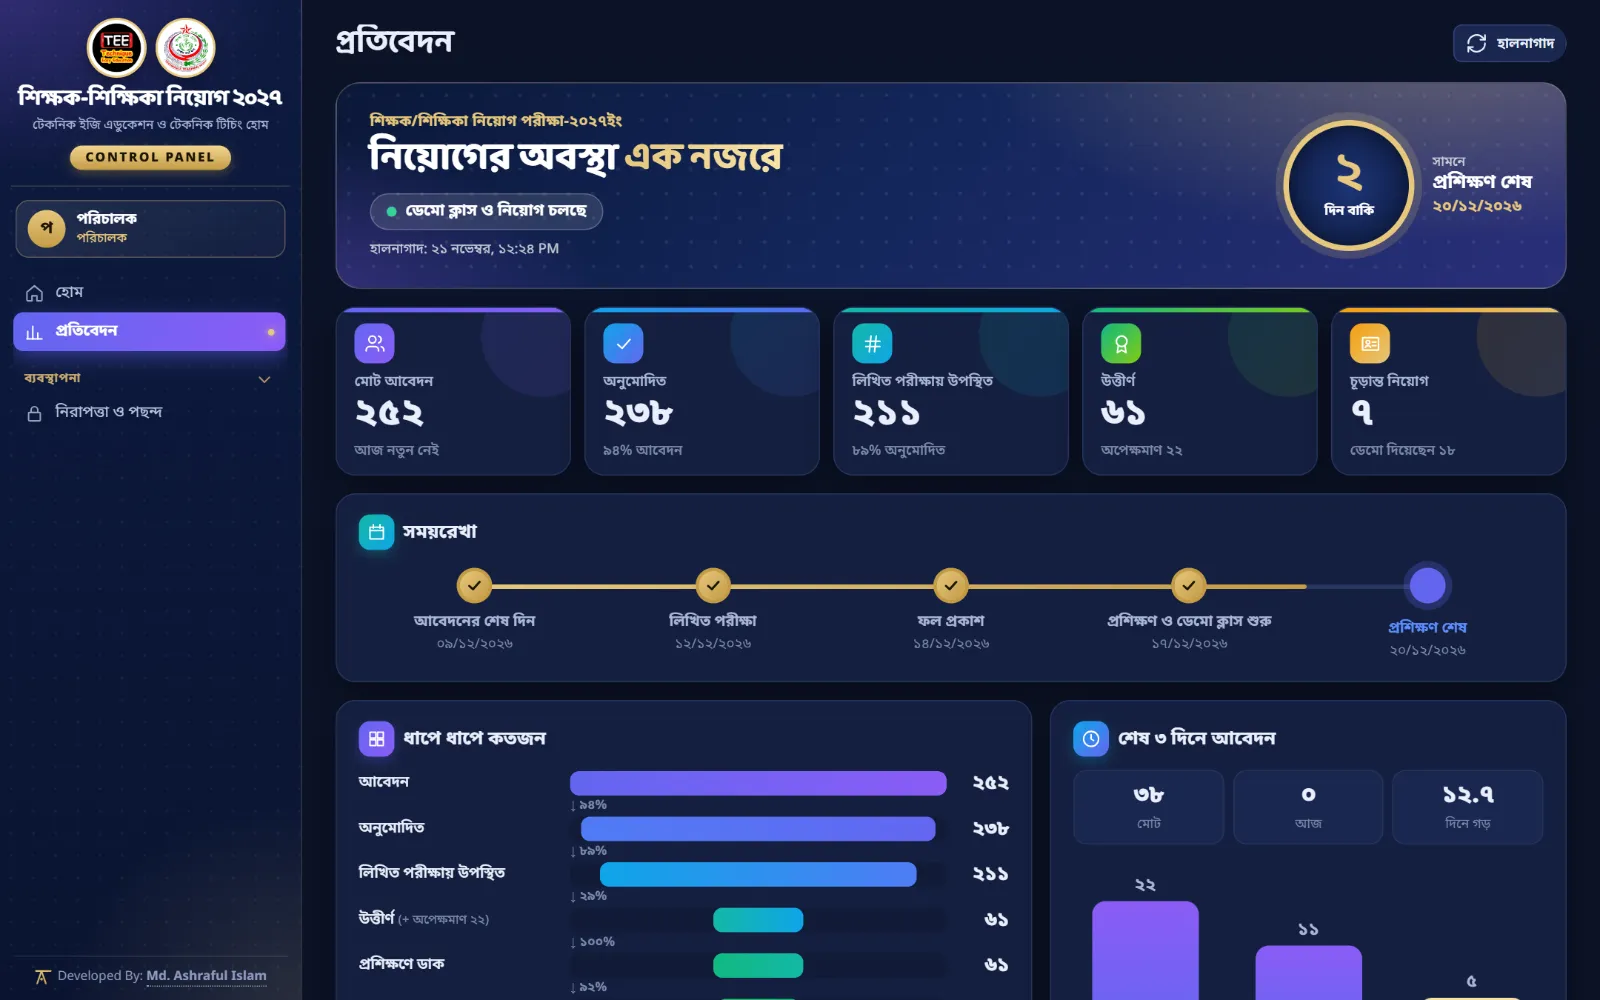 TEE
Technique
শিক্ষক-শিক্ষিকা নিয়োগ ২০২৭
টেকনিক ইজি এডুকেশন ও টেকনিক টিচিং হোম
CONTROL PANEL
প
পরিচালক
পরিচালক
হোম
প্রতিবেদন
ব্যবস্থাপনা
নিরাপত্তা ও পছন্দ
Developed By: Md. Ashraful Islam
প্রতিবেদন
হালনাগাদ
শিক্ষক/শিক্ষিকা নিয়োগ পরীক্ষা-২০২৭ইং
নিয়োগের অবস্থা এক নজরে
ডেমো ক্লাস ও নিয়োগ চলছে
হালনাগাদ: ২১ নভেম্বর, ১২:২৪ PM
২
দিন বাকি
সামনে
প্রশিক্ষণ শেষ
২০/১২/২০২৬
মোট আবেদন
২৫২
আজ নতুন নেই
অনুমোদিত
২৩৮
৯৪% আবেদন
লিখিত পরীক্ষায় উপস্থিত
২১১
৮৯% অনুমোদিত
উত্তীর্ণ
৬১
অপেক্ষমাণ ২২
চূড়ান্ত নিয়োগ
৭
ডেমো দিয়েছেন ১৮
সময়রেখা
আবেদনের শেষ দিন
০৯/১২/২০২৬
লিখিত পরীক্ষা
১২/১২/২০২৬
ফল প্রকাশ
১৪/১২/২০২৬
প্রশিক্ষণ ও ডেমো ক্লাস শুরু
১৭/১২/২০২৬
প্রশিক্ষণ শেষ
২০/১২/২০২৬
ধাপে ধাপে কতজন
আবেদন ২৫২
↓ ৯৪%
অনুমোদিত ২৩৮
↓ ৮৯%
লিখিত পরীক্ষায় উপস্থিত ২১১
↓ ২৯%
উত্তীর্ণ (+ অপেক্ষমাণ ২২) ৬১
↓ ১০০%
প্রশিক্ষণে ডাক ৬১
↓ ৯২%
শেষ ৩ দিনে আবেদন
৩৮
মোট
০
আজ
১২.৭
দিনে গড়
২২
১১
৫